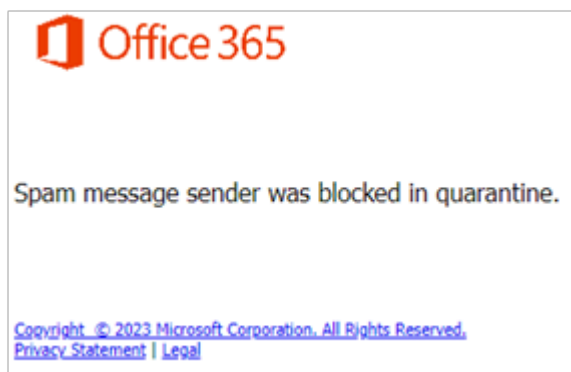 Office 365
Spam message sender was blocked in quarantine.
Copyright © 2023 Microsoft Corporation. All Rights Reserved.
Privacy Statement | Legal